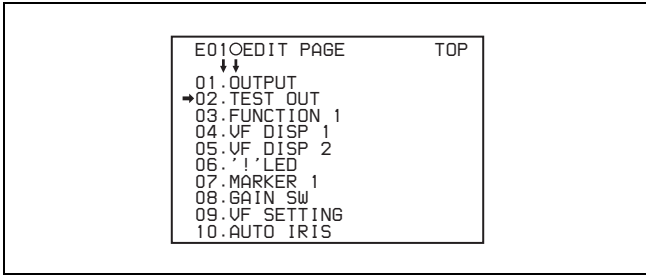 E01○EDIT PAGE TOP
01.OUTPUT
➡02.TEST OUT
03.FUNCTION 1
04.VF DISP 1
05.VF DISP 2
06.'!'LED
07.MARKER 1
08.GAIN SW
09.VF SETTING
10.AUTO IRIS